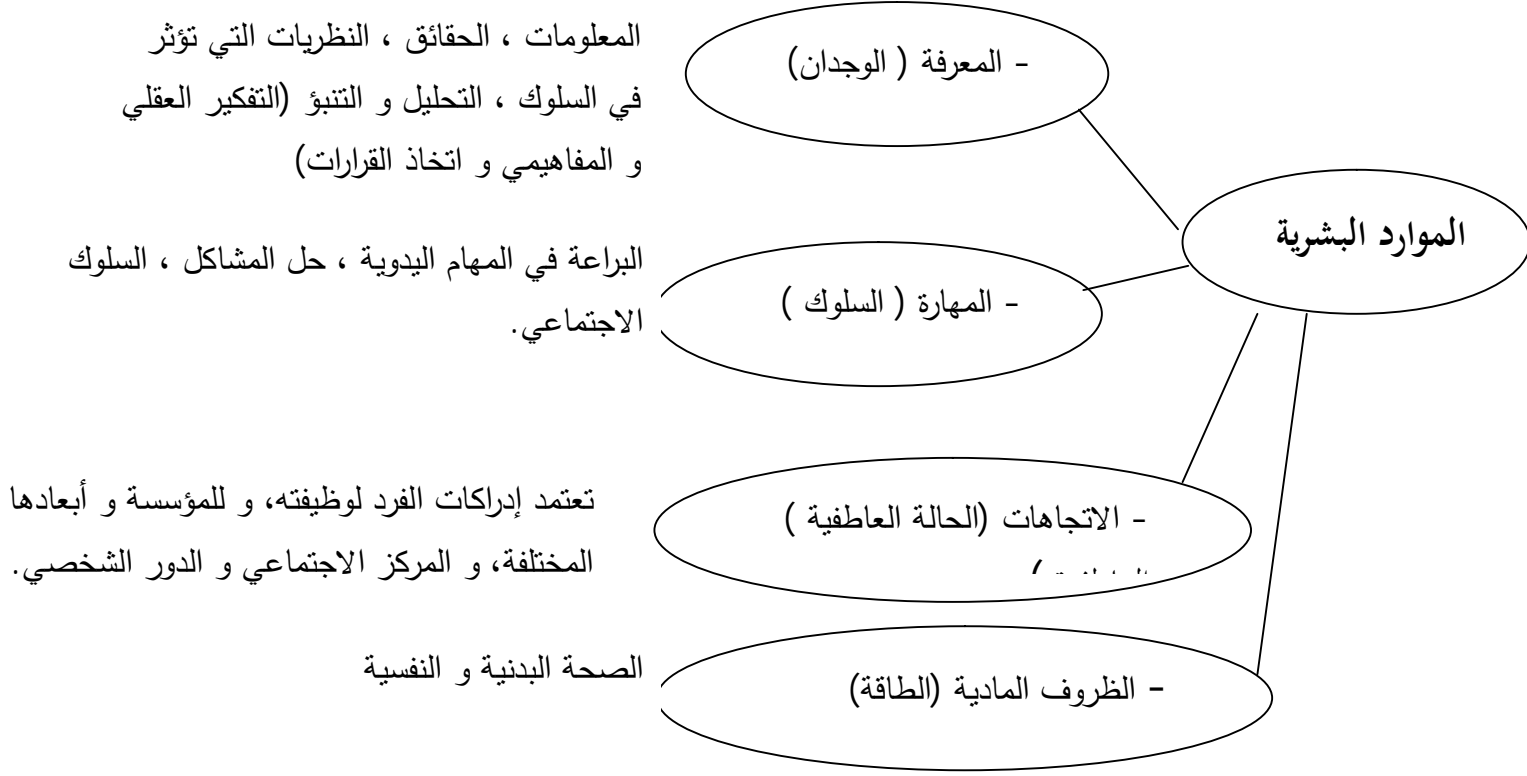 المعلومات ، الحقائق ، النظريات التي تؤثر
في السلوك ، التحليل و التنبؤ (التفكير العقلي
و المفاهيمي و اتخاذ القرارات)
- المعرفة ( الوجدان)
الموارد البشرية
البراعة في المهام اليدوية ، حل المشاكل ، السلوك
الاجتماعي.
- المهارة ( السلوك )
تعتمد إدراكات الفرد لوظيفته، و للمؤسسة و أبعادها
المختلفة، و المركز الاجتماعي و الدور الشخصي.
- الاتجاهات (الحالة العاطفية )
الصحة البدنية و النفسية
- الظروف المادية (الطاقة)